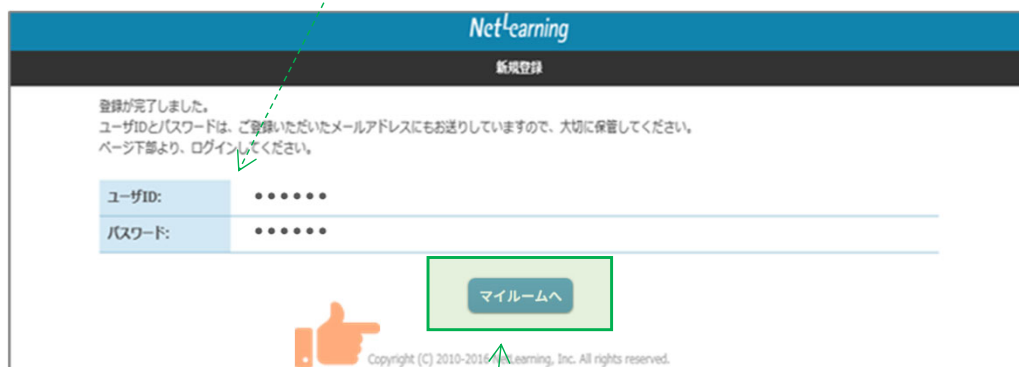 NetLearning
新規登録
登録が完了しました。
ユーザIDとパスワードは、ご登録いただいたメールアドレスにもお送りしていますので、大切に保管してください。
ページ下部より、ログインしてください。
ユーザID: ••••••
パスワード: ••••••
マイルームへ
Copyright (C) 2010-2016 NetLearning, Inc. All rights reserved.